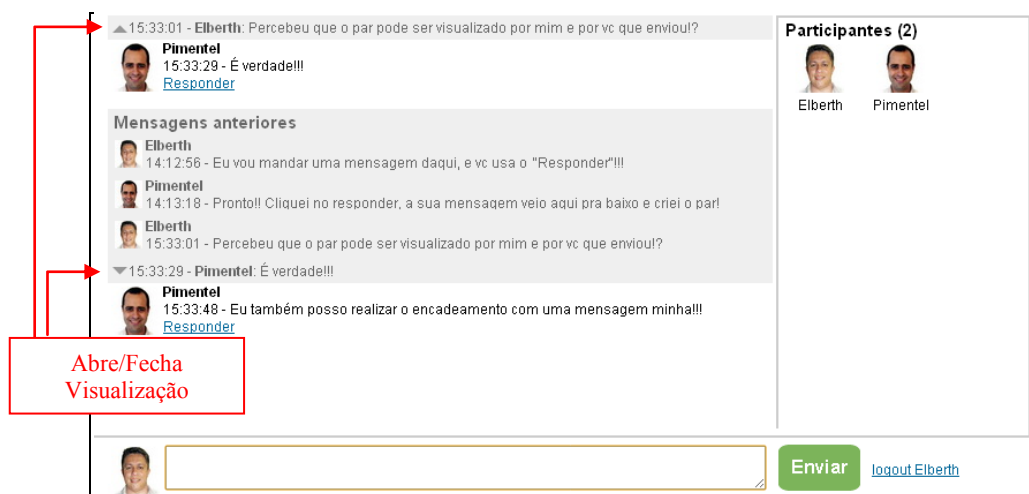 15:33:01 - Elberth: Percebeu que o par pode ser visualizado por mim e por vc que enviou!?
Pimentel
15:33:29 - É verdade!!!
Responder
Mensagens anteriores
Elberth
14:12:56 - Eu vou mandar uma mensagem daqui, e vc usa o "Responder"!!!
Pimentel
14:13:18 - Pronto!! Cliquei no responder, a sua mensagem veio aqui pra baixo e criei o par!
Elberth
15:33:01 - Percebeu que o par pode ser visualizado por mim e por vc que enviou!?
15:33:29 - Pimentel: É verdade!!!
Pimentel
15:33:48 - Eu também posso realizar o encadeamento com uma mensagem minha!!!
Responder
Abre/Fecha
Visualização
Participantes (2)
Elberth Pimentel
Enviar logout Elberth